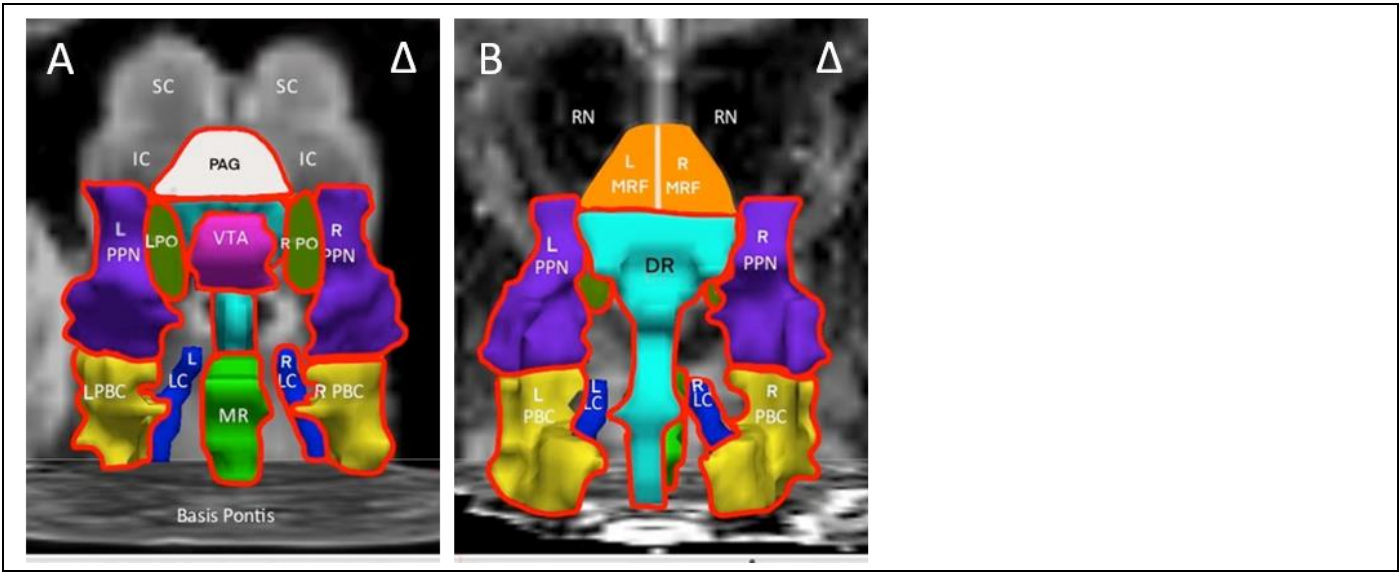 A
Δ
SC
SC
IC
PAG
IC
L
PPN
LPO
VTA
R PO
R
PPN
L
LC
R
LC
LPBC
MR
R PBC
Basis Pontis
B
Δ
RN
RN
L
MRF
R
MRF
L
PPN
DR
R
PPN
L
PBC
L
LC
R
LC
R
PBC